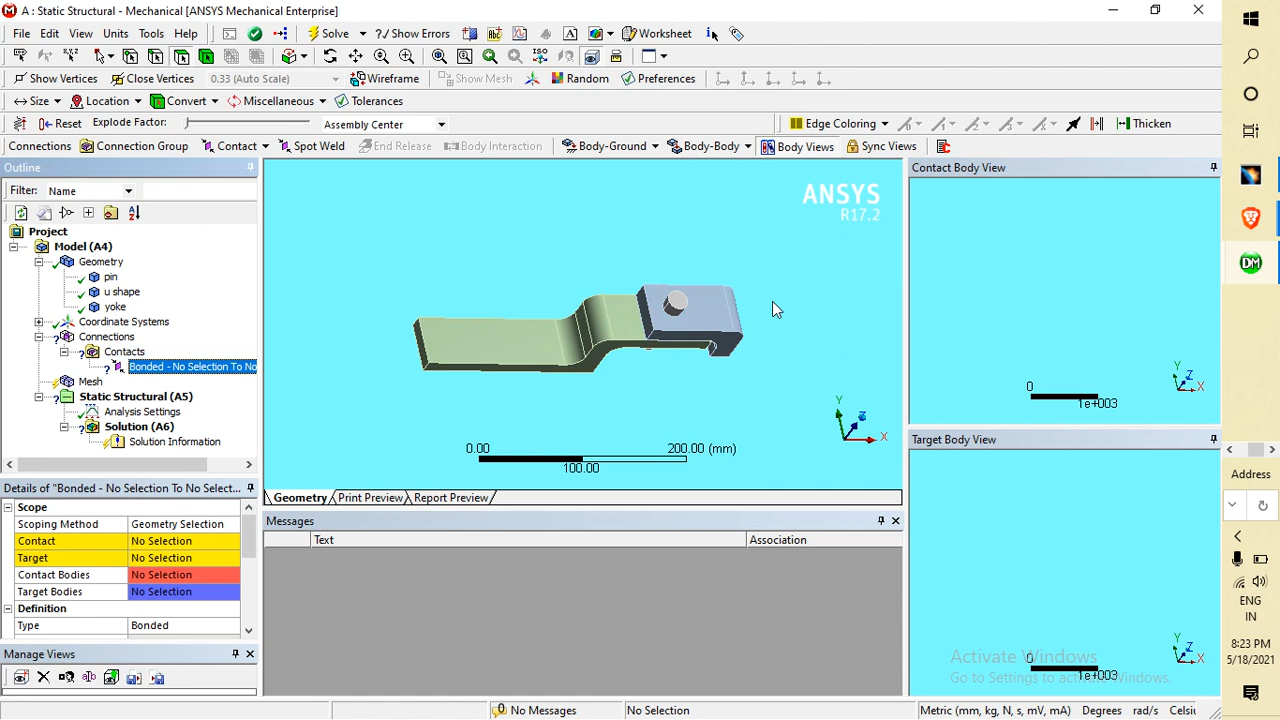 A : Static Structural - Mechanical [ANSYS Mechanical Enterprise]
File Edit View Units Tools Help Solve ?/ Show Errors Worksheet
Show Vertices Close Vertices 0.33 (Auto Scale) Wireframe Show Mesh Random Preferences
Size Location Convert Miscellaneous Tolerances
Reset Explode Factor: Assembly Center Edge Coloring Thicken
Connections Connection Group Contact Spot Weld End Release Body Interaction Body-Ground Body-Body Body Views Sync Views
Outline
Filter: Name
Project
Model (A4)
Geometry
pin
u shape
yoke
Coordinate Systems
Connections
Contacts
Bonded - No Selection To No
Mesh
Static Structural (A5)
Analysis Settings
Solution (A6)
Solution Information
Details of "Bonded - No Selection To No Select...
Scope
Scoping Method Geometry Selection
Contact No Selection
Target No Selection
Contact Bodies No Selection
Target Bodies No Selection
Definition
Type Bonded
Manage Views
ANSYS
R17.2
Y
Z
X
0.00 200.00 (mm)
100.00
Geometry Print Preview Report Preview
Messages
Text Association
Contact Body View
Y
Z
X
0
1e+003
Target Body View
Y
Z
X
0
1e+003
Activate Windows
Go to Settings to activate Windows.
No Messages No Selection Metric (mm, kg, N, s, mV, mA) Degrees rad/s Celsi
DM
Address
ENG
IN
8:23 PM
5/18/2021